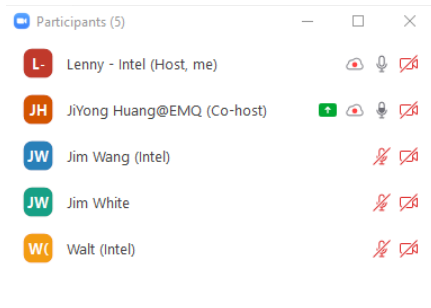 Participants (5)
L- Lenny - Intel (Host, me)
JH JiYong Huang@EMQ (Co-host)
JW Jim Wang (Intel)
JW Jim White
W( Walt (Intel)